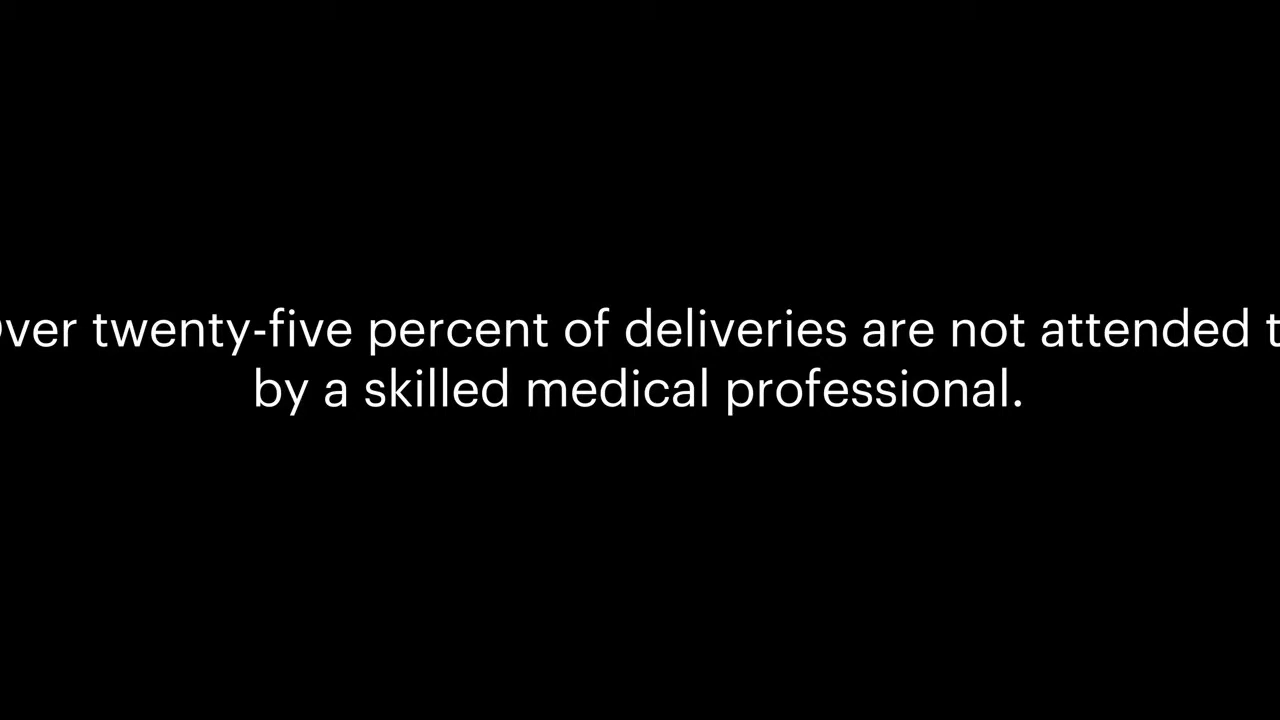 Over twenty-five percent of deliveries are not attended t
by a skilled medical professional.